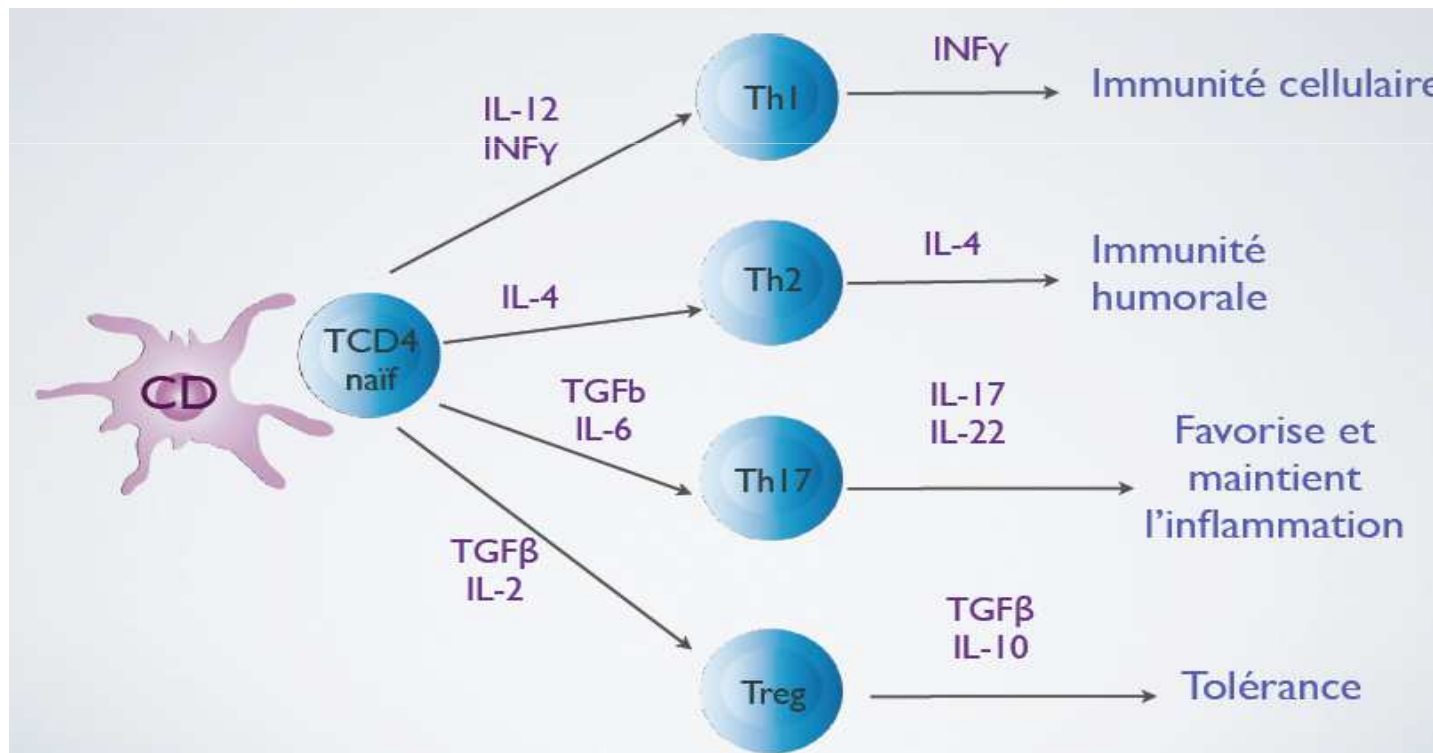 INFγ
Th1
Immunité cellulaire
IL-12
INFγ
IL-4
Th2
IL-4
Immunité
humorale
CD
TCD4
naïf
TGFb
IL-6
Th17
IL-17
IL-22
Favorise et
maintient
l’inflammation
TGFβ
IL-2
Treg
TGFβ
IL-10
Tolérance